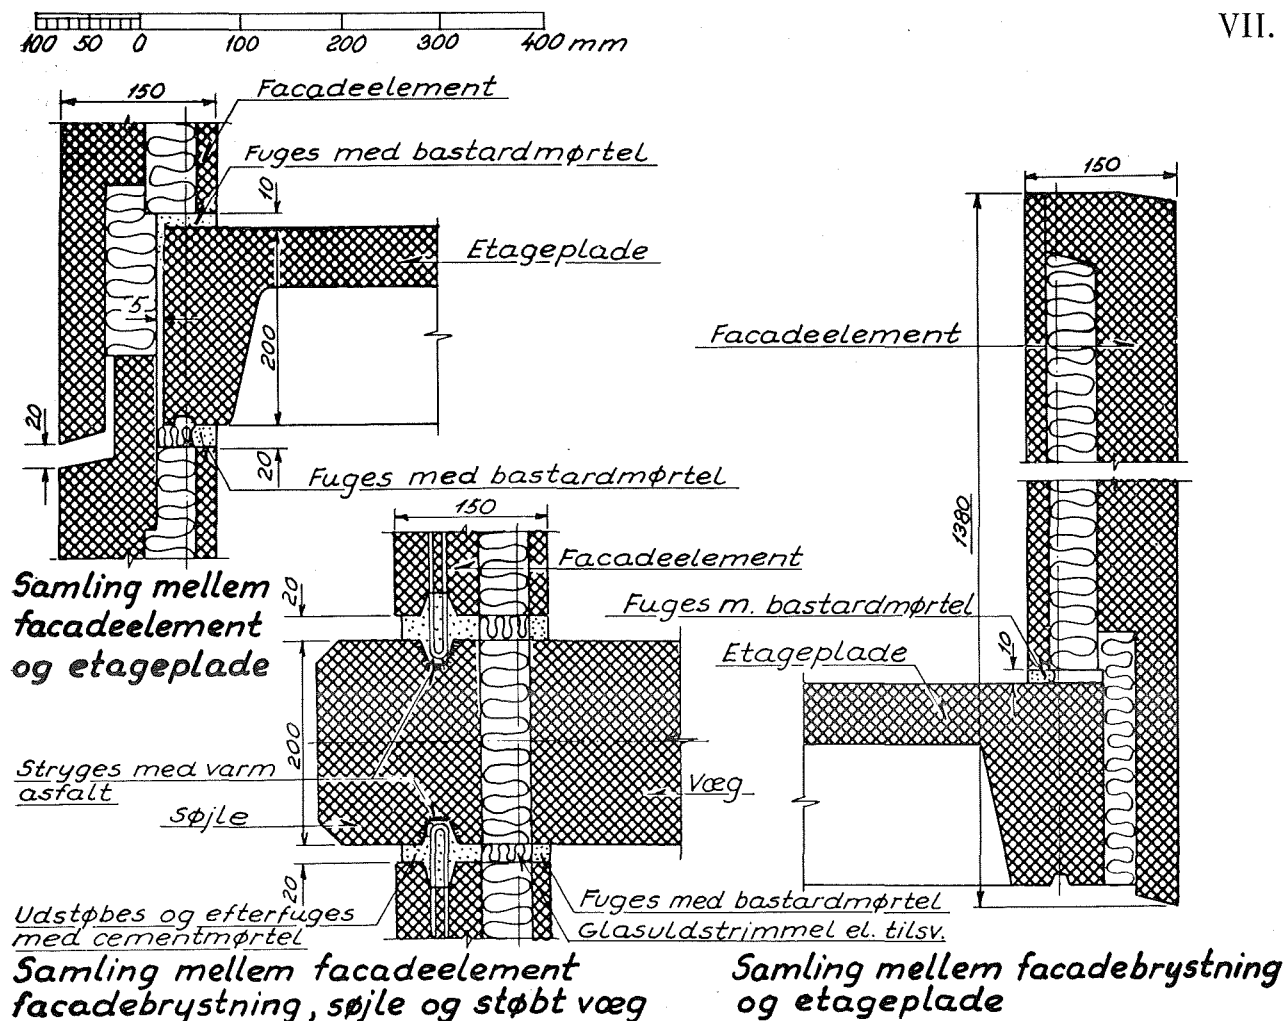 VII.
100 50 0 100 200 300 400 mm
150
Facadeelement
Fuges med bastardmørtel
10
Etageplade
5
200
20
20
Fuges med bastardmørtel
Samling mellem
facadeelement
og etageplade
150
Facadeelement
20
200
Stryges med varm
asfalt
Søjle
Væg
20
Udstøbes og efterfuges
med cementmørtel
Fuges med bastardmørtel
Glasuldstrimmel el. tilsv.
Samling mellem facadeelement
facadebrystning, søjle og støbt væg
150
Facadeelement
1380
Fuges m. bastardmørtel
10
Etageplade
Samling mellem facadebrystning
og etageplade